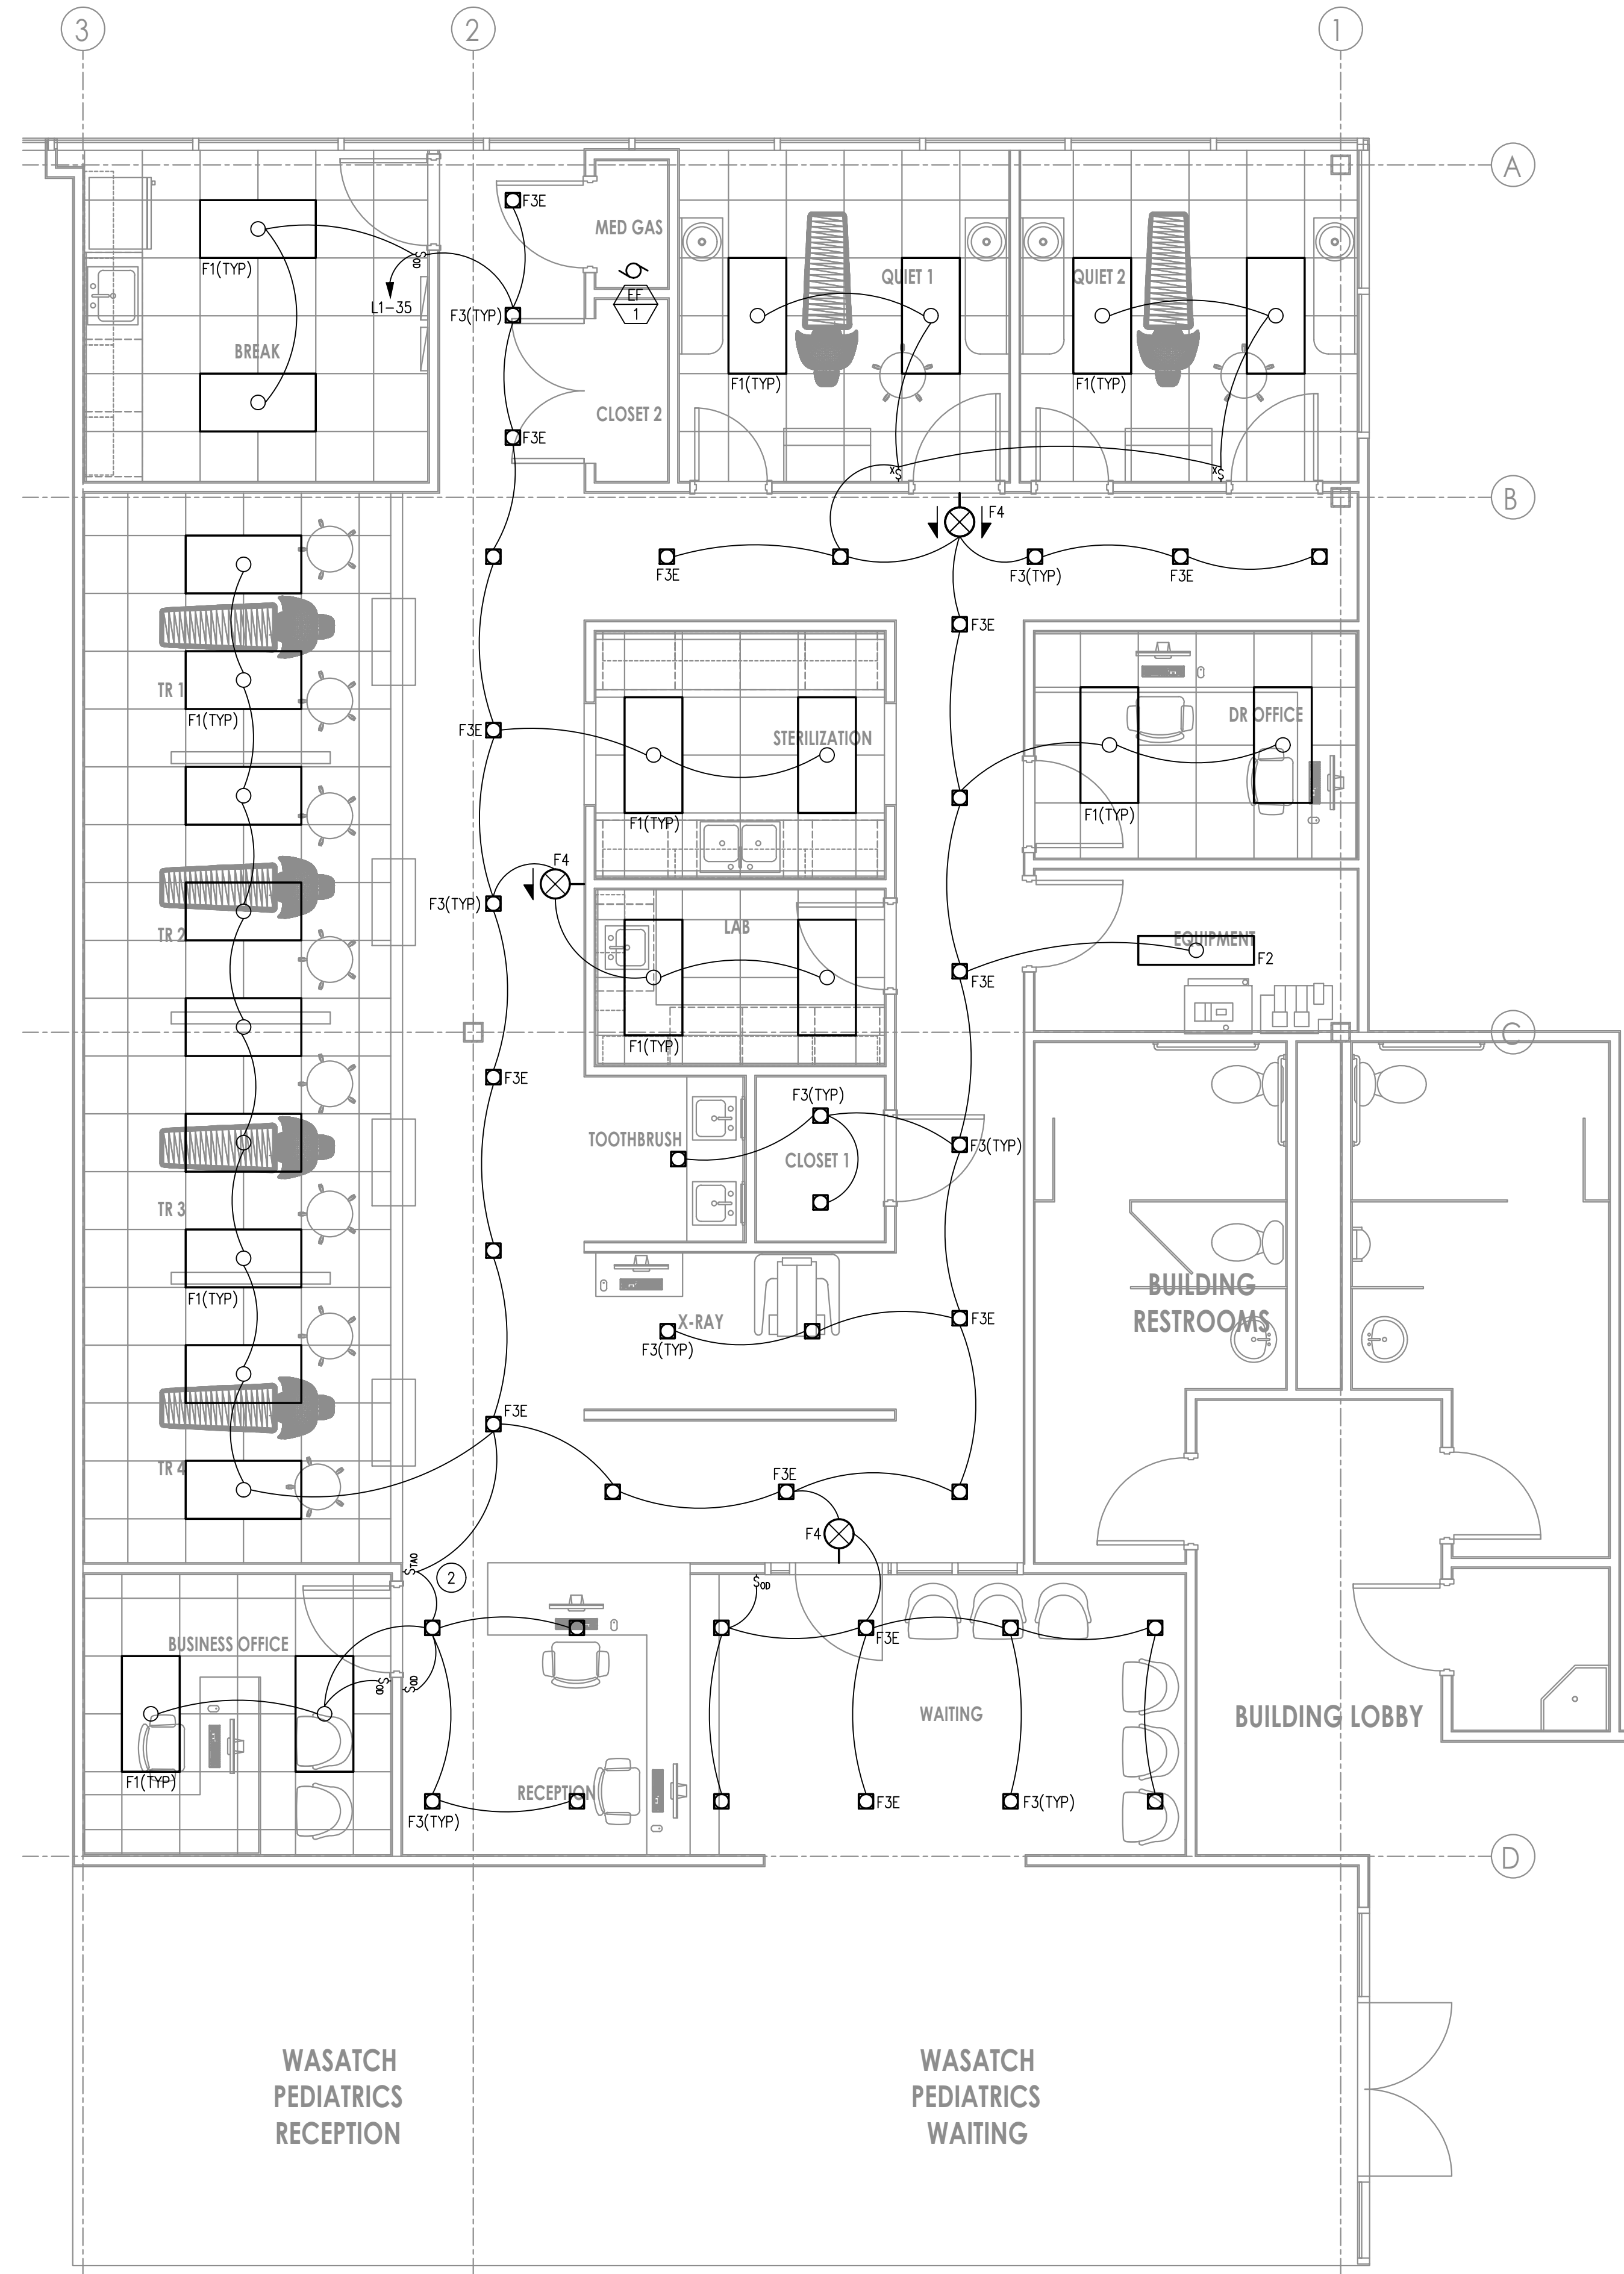 3
2
1
A
F3E
MED GAS
F1(TYP)
QUIET 1
QUIET 2
L1-35
F3(TYP)
EF
1
BREAK
F1(TYP)
F1(TYP)
CLOSET 2
F3E
$OD
$X
$X
B
F4
F3E
F3(TYP)
F3E
F3E
TR 1
F1(TYP)
F3E
STERILIZATION
DR OFFICE
F1(TYP)
F1(TYP)
F4
F3(TYP)
TR 2
LAB
EQUIPMENT
F2
F3E
C
F1(TYP)
F3E
F3(TYP)
TOOTHBRUSH
CLOSET 1
F3(TYP)
TR 3
F1(TYP)
BUILDING
RESTROOMS
X-RAY
F3(TYP)
F3E
F3E
TR 4
F3E
F4
$TAO
2
$OD
BUSINESS OFFICE
F3E
$OD
$OD
WAITING
BUILDING LOBBY
F1(TYP)
RECEPTION
F3(TYP)
F3E
F3(TYP)
D
WASATCH
PEDIATRICS
RECEPTION
WASATCH
PEDIATRICS
WAITING